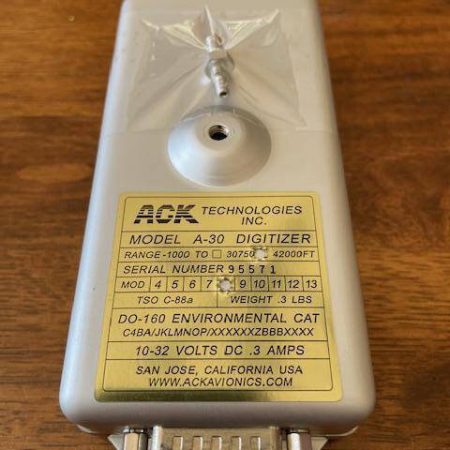 ACK TECHNOLOGIES INC.
MODEL A-30 DIGITIZER
RANGE -1000 TO 30750 42000FT
SERIAL NUMBER 95571
MOD 4 5 6 7 9 10 11 12 13
TSO C-88a WEIGHT .3 LBS
DO-160 ENVIRONMENTAL CAT
C4BA/JKLMNOP/XXXXXXZBBBXXXX
10-32 VOLTS DC .3 AMPS
SAN JOSE, CALIFORNIA USA
WWW.ACKAVIONICS.COM